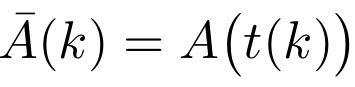 Ā(k) = A(t(k))